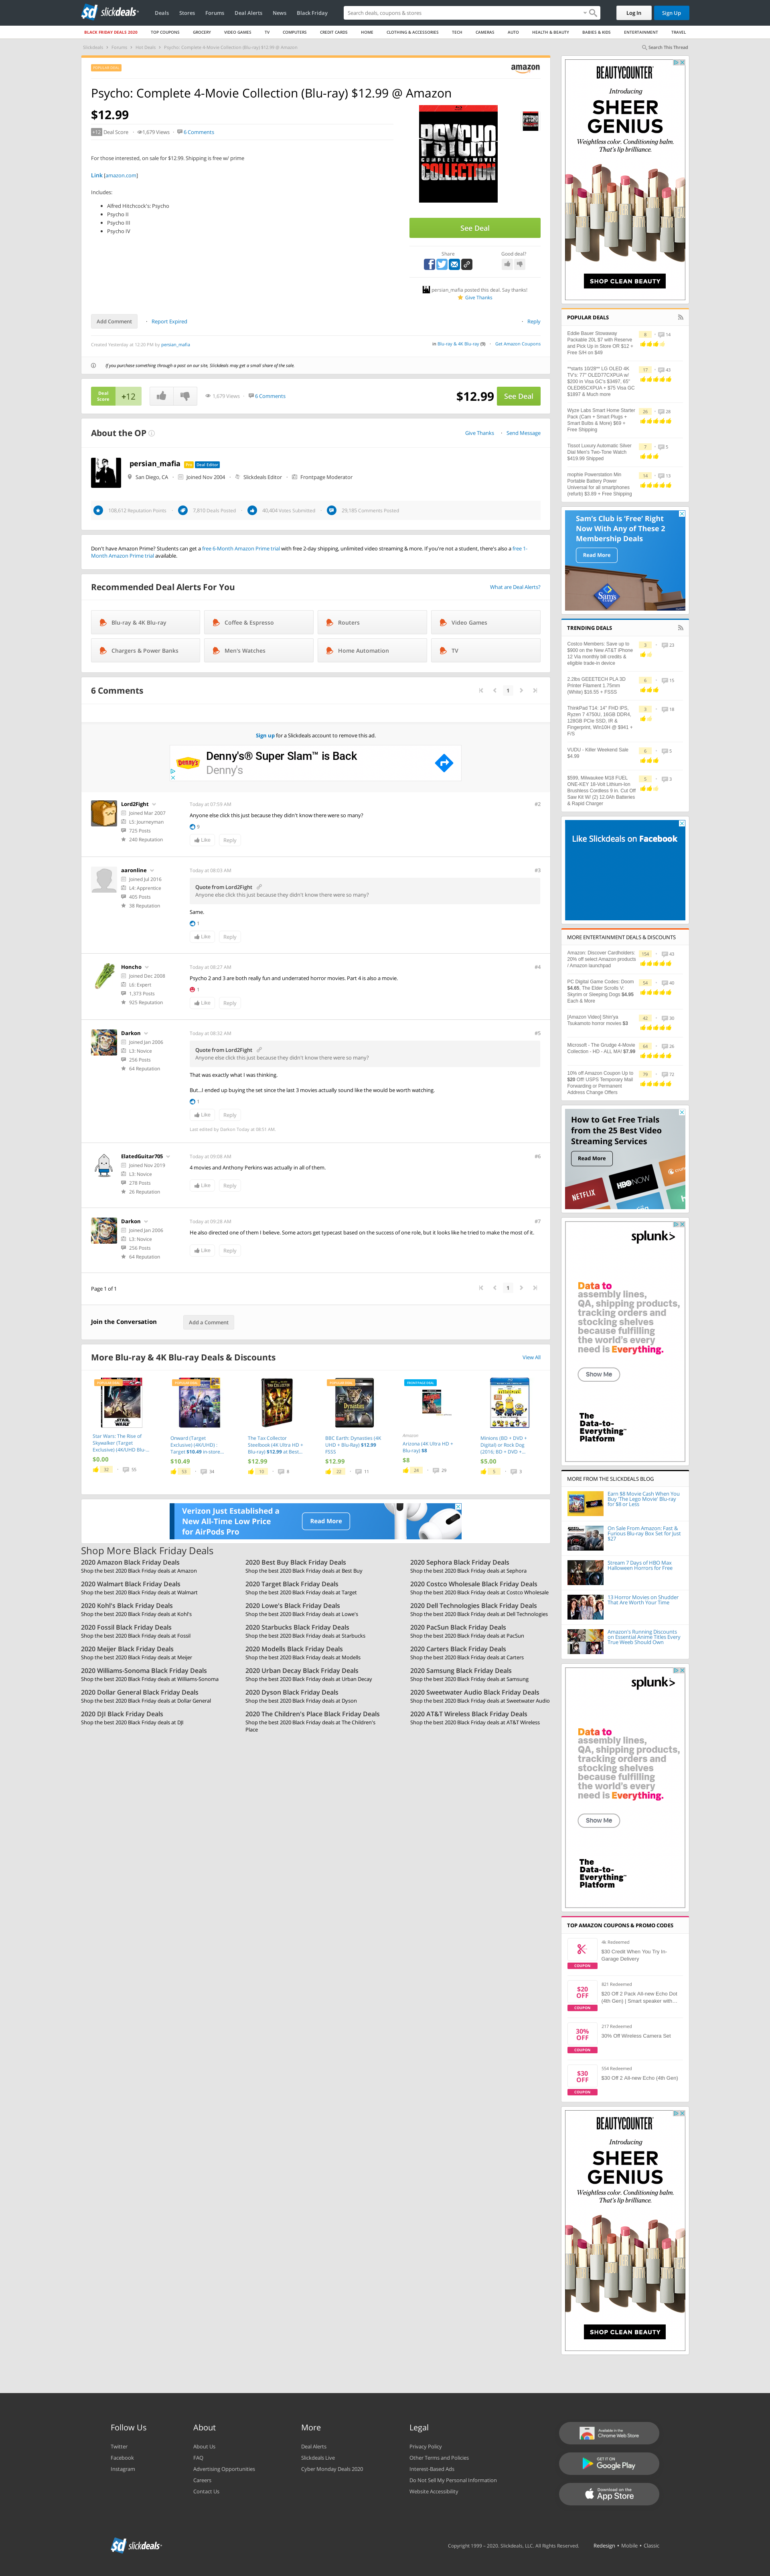 slickdeals
Deals Stores Forums Deal Alerts News Black Friday
Search deals, coupons & stores
Log In
Sign Up
BLACK FRIDAY DEALS 2020 TOP COUPONS GROCERY VIDEO GAMES TV COMPUTERS CREDIT CARDS HOME CLOTHING & ACCESSORIES TECH CAMERAS AUTO HEALTH & BEAUTY BABIES & KIDS ENTERTAINMENT TRAVEL
Slickdeals > Forums > Hot Deals > Psycho: Complete 4-Movie Collection (Blu-ray) $12.99 @ Amazon
Search This Thread
amazon.com
Psycho: Complete 4-Movie Collection (Blu-ray) $12.99 @ Amazon
$12.99
+12 Deal Score 1,679 Views 6 Comments
For those interested, on sale for $12.99. Shipping is free w/ prime
Link [amazon.com]
Includes:
Alfred Hitchcock's: Psycho
Psycho II
Psycho III
Psycho IV
PSYCHO
COMPLETE 4-MOVIE
COLLECTION
See Deal
Share
Good deal?
persian_mafia posted this deal. Say thanks!
Give Thanks
Add Comment
Report Expired
Reply
Created Yesterday at 10:20 PM by persian_mafia
in Blu-ray & 4K Blu-ray (9) Get Amazon Coupons
If you purchase something through a post on our site, Slickdeals may get a small share of the sale.
Deal Score +12
1,679 Views 6 Comments
$12.99 See Deal
About the OP
Give Thanks Send Message
persian_mafia Pro Deal Editor
San Diego, CA Joined Nov 2004 Slickdeals Editor Frontpage Moderator
108,612 Reputation Points 7,810 Deals Posted 40,404 Votes Submitted 29,185 Comments Posted
Don't have Amazon Prime? Students can get a free 6-Month Amazon Prime trial with free 2-day shipping, unlimited video streaming & more. If you're not a student, there's also a free 1-
Month Amazon Prime trial available.
Recommended Deal Alerts For You
What are Deal Alerts?
Blu-ray & 4K Blu-ray
Coffee & Espresso
Routers
Video Games
Chargers & Power Banks
Men's Watches
Home Automation
TV
6 Comments
1
Sign up for a Slickdeals account to remove this ad.
Denny's® Super Slam™ is Back
Denny's
Lord2Fight
Joined Mar 2007
L5: Journeyman
725 Posts
240 Reputation
Today at 07:59 AM
#2
Anyone else click this just because they didn't know there were so many?
9
Like Reply
aaronline
Joined Jul 2016
L4: Apprentice
405 Posts
38 Reputation
Today at 08:03 AM
#3
Quote from Lord2Fight
Anyone else click this just because they didn't know there were so many?
Same.
1
Like Reply
Honcho
Joined Dec 2008
L6: Expert
1,373 Posts
925 Reputation
Today at 08:27 AM
#4
Psycho 2 and 3 are both really fun and underrated horror movies. Part 4 is also a movie.
1
Like Reply
Darkon
Joined Jan 2006
L3: Novice
256 Posts
64 Reputation
Today at 08:32 AM
#5
Quote from Lord2Fight
Anyone else click this just because they didn't know there were so many?
That was exactly what I was thinking.
But...I ended up buying the set since the last 3 movies actually sound like the would be worth watching.
1
Like Reply
Last edited by Darkon Today at 08:51 AM.
ElatedGuitar705
Joined Nov 2019
L3: Novice
278 Posts
26 Reputation
Today at 09:08 AM
#6
4 movies and Anthony Perkins was actually in all of them.
Like Reply
Darkon
Joined Jan 2006
L3: Novice
256 Posts
64 Reputation
Today at 09:28 AM
#7
He also directed one of them I believe. Some actors get typecast based on the success of one role, but it looks like he tried to make the most of it.
Like Reply
Page 1 of 1
1
Join the Conversation
Add a Comment
More Blu-ray & 4K Blu-ray Deals & Discounts
View All
Star Wars: The Rise of
Skywalker (Target
Exclusive) (4K/UHD Blu-...
$0.00
Onward (Target
Exclusive) (4K/UHD) :
Target $10.49 in-store...
$10.49
53 34
The Tax Collector
Steelbook (4K Ultra HD +
Blu-ray) $12.99 at Best...
$12.99
10 8
BBC Earth: Dynasties (4K
UHD + Blu-Ray) $12.99
FSSS
$12.99
22 11
Amazon
Arizona (4K Ultra HD +
Blu-ray) $8
$8
24 29
Minions (BD + DVD +
Digital) or Rock Dog
(2016; BD + DVD +...
$5.00
5 3
Verizon Just Established a
New All-Time Low Price
for AirPods Pro
Read More
Shop More Black Friday Deals
2020 Amazon Black Friday Deals
Shop the best 2020 Black Friday deals at Amazon
2020 Best Buy Black Friday Deals
Shop the best 2020 Black Friday deals at Best Buy
2020 Sephora Black Friday Deals
Shop the best 2020 Black Friday deals at Sephora
2020 Walmart Black Friday Deals
Shop the best 2020 Black Friday deals at Walmart
2020 Target Black Friday Deals
Shop the best 2020 Black Friday deals at Target
2020 Costco Wholesale Black Friday Deals
Shop the best 2020 Black Friday deals at Costco Wholesale
2020 Kohl's Black Friday Deals
Shop the best 2020 Black Friday deals at Kohl's
2020 Lowe's Black Friday Deals
Shop the best 2020 Black Friday deals at Lowe's
2020 Dell Technologies Black Friday Deals
Shop the best 2020 Black Friday deals at Dell Technologies
2020 Fossil Black Friday Deals
Shop the best 2020 Black Friday deals at Fossil
2020 Starbucks Black Friday Deals
Shop the best 2020 Black Friday deals at Starbucks
2020 PacSun Black Friday Deals
Shop the best 2020 Black Friday deals at PacSun
2020 Meijer Black Friday Deals
Shop the best 2020 Black Friday deals at Meijer
2020 Modells Black Friday Deals
Shop the best 2020 Black Friday deals at Modells
2020 Carters Black Friday Deals
Shop the best 2020 Black Friday deals at Carters
2020 Williams-Sonoma Black Friday Deals
Shop the best 2020 Black Friday deals at Williams-Sonoma
2020 Urban Decay Black Friday Deals
Shop the best 2020 Black Friday deals at Urban Decay
2020 Samsung Black Friday Deals
Shop the best 2020 Black Friday deals at Samsung
2020 Dollar General Black Friday Deals
Shop the best 2020 Black Friday deals at Dollar General
2020 Dyson Black Friday Deals
Shop the best 2020 Black Friday deals at Dyson
2020 Sweetwater Audio Black Friday Deals
Shop the best 2020 Black Friday deals at Sweetwater Audio
2020 DJI Black Friday Deals
Shop the best 2020 Black Friday deals at DJI
2020 The Children's Place Black Friday Deals
Shop the best 2020 Black Friday deals at The Children's
Place
2020 AT&T Wireless Black Friday Deals
Shop the best 2020 Black Friday deals at AT&T Wireless
BEAUTYCOUNTER
Introducing
SHEER
GENIUS
Weightless color. Conditioning balm.
That's lip brilliance.
SHOP CLEAN BEAUTY
POPULAR DEALS
Eddie Bauer Stowaway
Packable 20L $7 with Reserve
and Pick Up in Store OR $12 +
Free S/H on $49
8 14
**starts 10/28** LG OLED 4K
TV's: 77" OLED77CXPUA w/
$200 in Visa GC's $3497, 65"
OLED65CXPUA + $75 Visa GC
$1897 & Much more
17 42
Wyze Labs Smart Home Starter
Pack (Cam + Smart Plugs +
Smart Bulbs & More) $69 +
Free Shipping
26 28
Tissot Luxury Automatic Silver
Dial Men's Two-Tone Watch
$419.99 Shipped
7 5
mophie Powerstation Mini
Portable Battery Power
Universal for all smartphones
(refurb) $3.89 + Free Shipping
14 13
Sam's Club is 'Free' Right
Now With Any of These 2
Membership Deals
Read More
TRENDING DEALS
Costco Members: Save up to
$900 on the New AT&T iPhone
12 Via monthly bill credits &
eligible trade-in device
3 23
2.2lbs GEEETECH PLA 3D
Printer Filament 1.75mm
(White) $16.55 + FSSS
6 15
ThinkPad T14, 14" FHD IPS,
Ryzen 7 4750U, 16GB DDR4,
128GB PCIe SSD, IR &
Fingerprint, Win10H @ $941 +
F/S
3 18
VUDU - Killer Weekend Sale
$4.99
6 3
$599, Milwaukee M18 FUEL
ONE-KEY 18-Volt Lithium-Ion
Brushless Cordless 9 in. Cut Off
Saw Kit W/ (2) 12.0Ah Batteries
& Rapid Charger
5 3
Like Slickdeals on Facebook
MORE ENTERTAINMENT DEALS & DISCOUNTS
Amazon: Discover Cardholders:
20% off select Amazon products
/ Amazon launchpad
PC Digital Game Codes: Doom
$4.65, The Elder Scrolls V:
Skyrim or Sleeping Dogs $4.95
Each & More
54 40
[Amazon Video] Shin'ya
Tsukamoto horror movies $3
42 30
Microsoft - The Grudge 4-Movie
Collection - HD - ALL MA! $7.99
68 26
10% off Amazon Coupon Up to
$20 Off! USPS Temporary Mail
Forwarding or Permanent
Address Change Offers
79 72
How to Get Free Trials
from the 25 Best Video
Streaming Services
Read More
NETFLIX
HBO NOW
splunk>
Data to
assembly lines,
QA, shipping products,
tracking orders and
stocking shelves
because fulfilling
the world's every
need is Everything.
Show Me
The
Data-to-
Everything™
Platform
MORE FROM THE SLICKDEALS BLOG
Earn $8 Movie Cash When You
Buy 'The Lego Movie' Blu-ray
for $8 or Less
On Sale From Amazon: Fast &
Furious Blu-ray Box Set for Just
$27
Stream 7 Days of HBO Max
Halloween Horrors for Free
13 Horror Movies on Shudder
That Are Worth Your Time
Amazon's Running Discounts
on Essential Anime Titles Every
True Weeb Should Own
splunk>
Data to
assembly lines,
QA, shipping products,
tracking orders and
stocking shelves
because fulfilling
the world's every
need is Everything.
Show Me
The
Data-to-
Everything™
Platform
TOP AMAZON COUPONS & PROMO CODES
4k Redeemed
$30 Credit When You Try In-
Garage Delivery
COUPON
$20
OFF
COUPON
821 Redeemed
$20 Off 2 Pack All-new Echo Dot
(4th Gen) | Smart speaker with...
30%
OFF
COUPON
217 Redeemed
30% Off Wireless Camera Set
$30
OFF
COUPON
554 Redeemed
$30 Off 2 All-new Echo (4th Gen)
BEAUTYCOUNTER
Introducing
SHEER
GENIUS
Weightless color. Conditioning balm.
That's lip brilliance.
SHOP CLEAN BEAUTY
Follow Us
Twitter
Facebook
Instagram
About
About Us
FAQ
Advertising Opportunities
Careers
Contact Us
More
Deal Alerts
Slickdeals Live
Cyber Monday Deals 2020
Legal
Privacy Policy
Other Terms and Policies
Interest-Based Ads
Do Not Sell My Personal Information
Website Accessibility
Available in the
Chrome Web Store
GET IT ON
Google Play
Download on the
App Store
slickdeals
Copyright 1999 - 2020. Slickdeals, LLC. All Rights Reserved. Redesign • Mobile • Classic